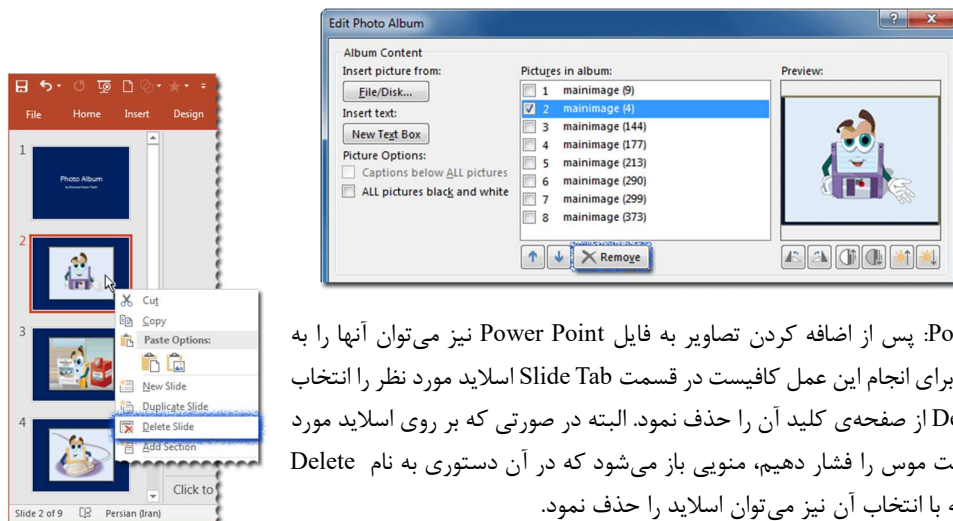 Edit Photo Album
Album Content
Insert picture from:
File/Disk...
Insert text:
New Text Box
Picture Options:
Captions below ALL pictures
ALL pictures black and white
Pictures in album:
1 mainimage (9)
2 mainimage (4)
3 mainimage (144)
4 mainimage (177)
5 mainimage (213)
6 mainimage (290)
7 mainimage (299)
8 mainimage (373)
Remove
Preview:
File Home Insert Design
1
Photo Album
2
3
4
Cut
Copy
Paste Options:
New Slide
Duplicate Slide
Delete Slide
Add Section
Click to
Slide 2 of 9 Persian (Iran)
Po: پس از اضافه کردن تصاویر به فایل Power Point نیز می‌توان آنها را به
برای انجام این عمل کافیست در قسمت Slide Tab اسلاید مورد نظر را انتخاب
De از صفحه‌ی کلید آن را حذف نمود. البته در صورتی که بر روی اسلاید مورد
ت موس را فشار دهیم، منویی باز می‌شود که در آن دستوری به نام Delete
ه با انتخاب آن نیز می‌توان اسلاید را حذف نمود.